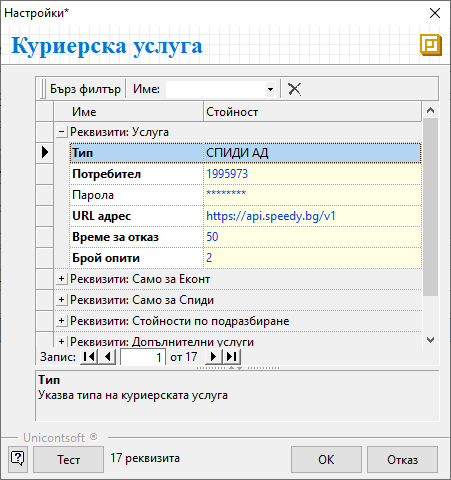 Настройки*
Куриерска услуга
Бърз филтър Име:
Име Стойност
Реквизити: Услуга
Тип СПИДИ АД
Потребител 1995973
Парола ********
URL адрес https://api.speedy.bg/v1
Време за отказ 50
Брой опити 2
Реквизити: Само за Еконт
Реквизити: Само за Спиди
Реквизити: Стойности по подразбиране
Реквизити: Допълнителни услуги
Запис: 1 от 17
Тип
Указва типа на куриерската услуга
Unicontsoft ®
Тест 17 реквизита ОК Отказ